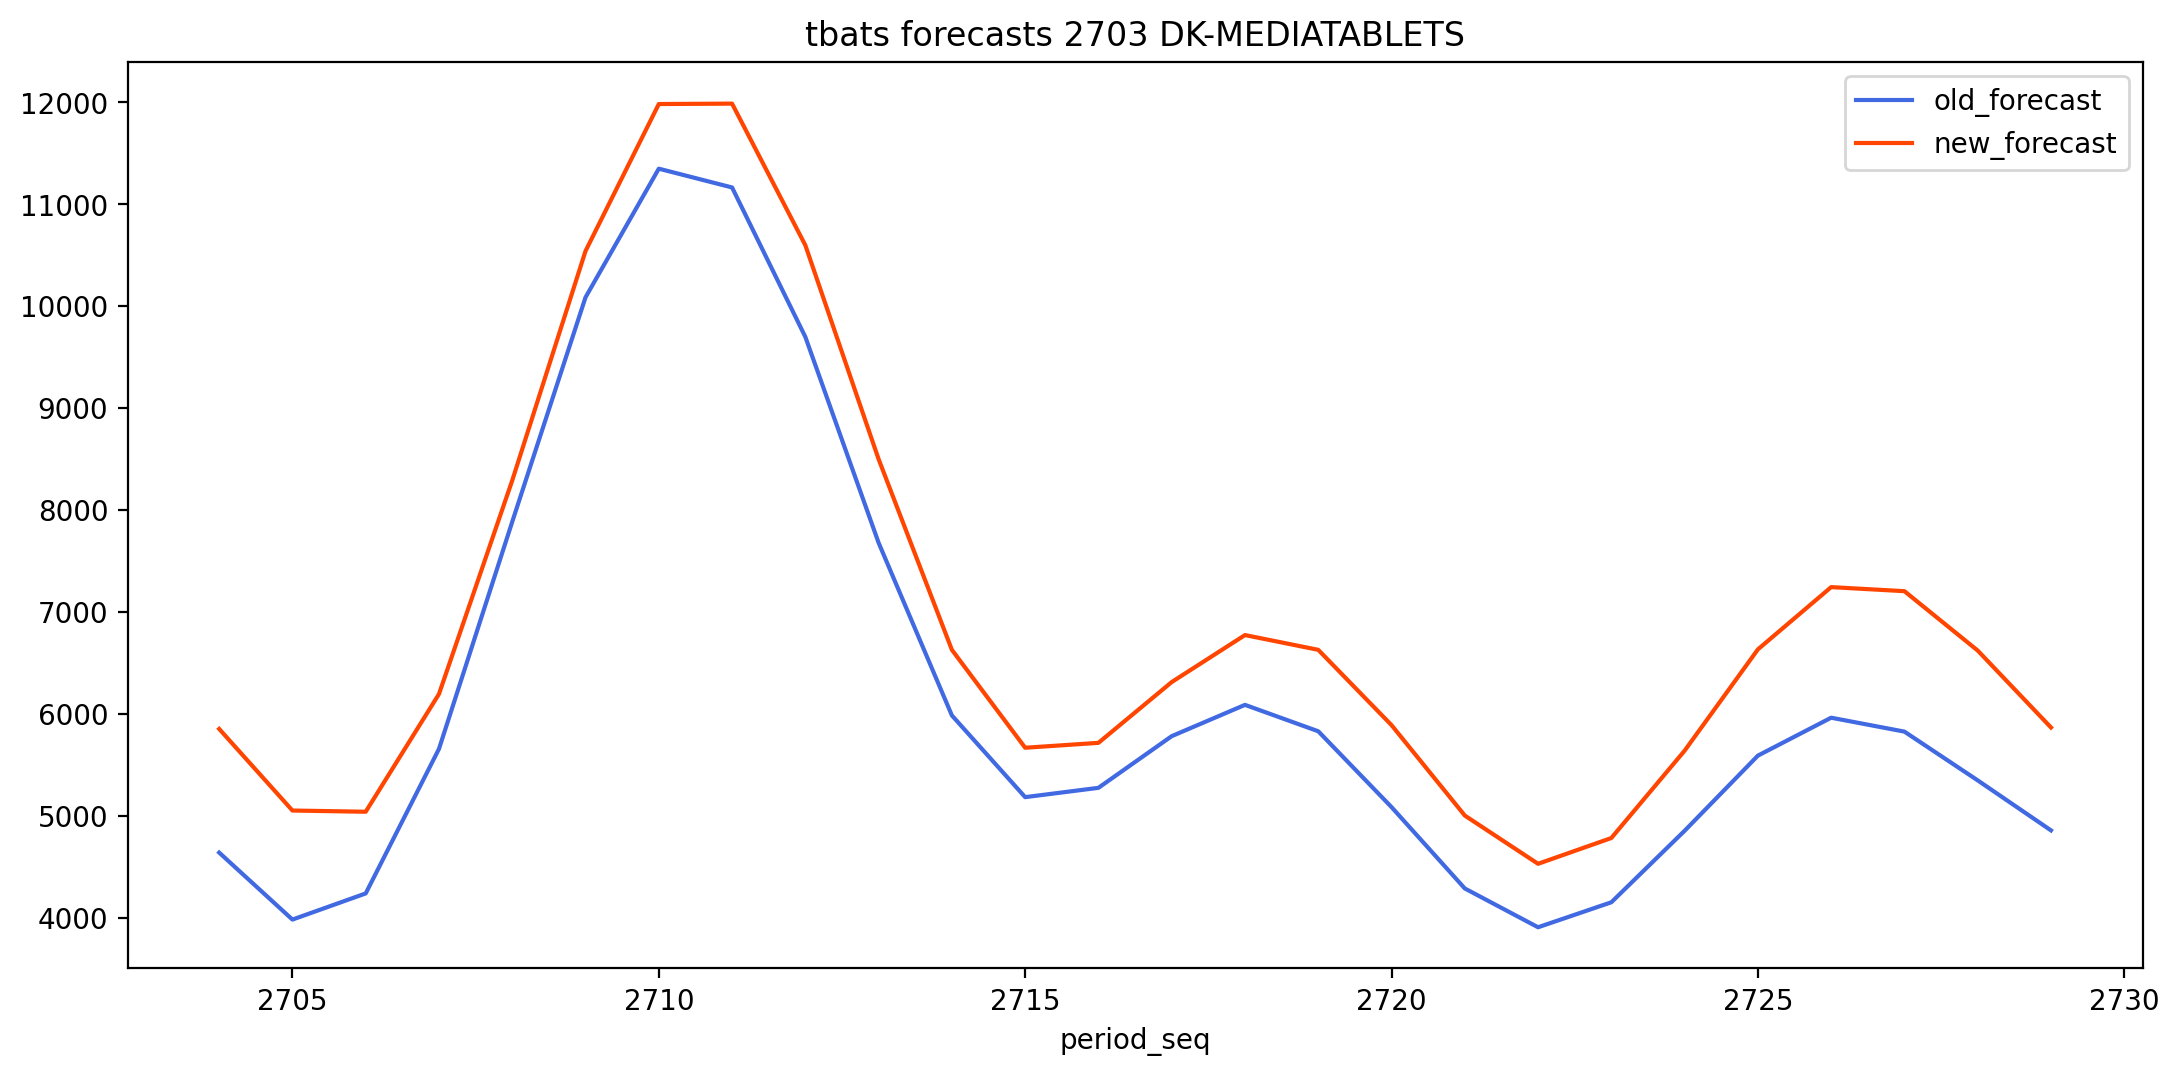 tbats forecasts 2703 DK-MEDIATABLETS
old_forecast
new_forecast
12000
11000
10000
9000
8000
7000
6000
5000
4000
2705 2710 2715 2720 2725 2730
period_seq